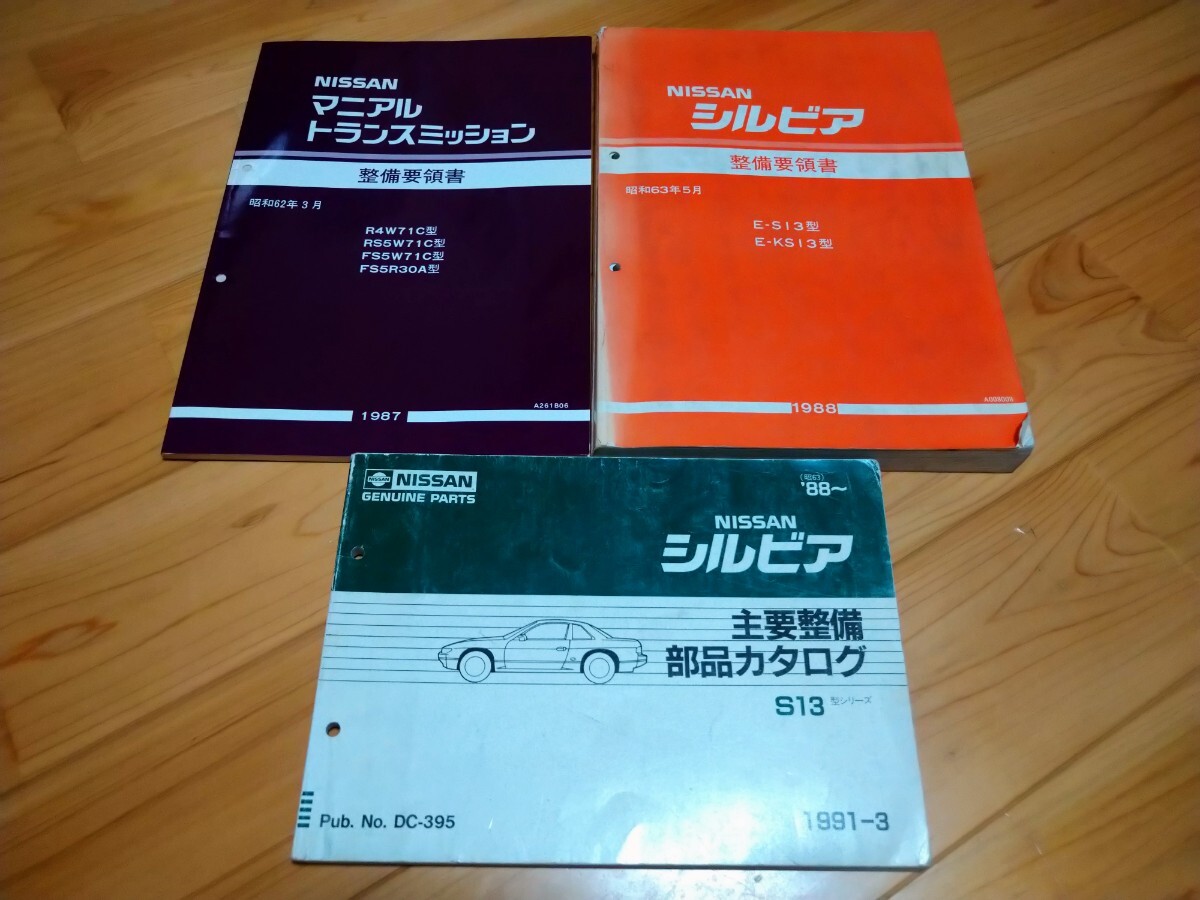 NISSAN
マニアル
トランスミッション
整備要領書
昭和62年3月
R4W71C型
RS5W71C型
FS5W71C型
FS5R30A型
A261B06
1987
NISSAN
シルビア
整備要領書
昭和63年5月
E-S13型
E-KS13型
1988
NISSAN
GENUINE PARTS
(昭63)
'88～
NISSAN
シルビア
主要整備
部品カタログ
S13 型シリーズ
Pub. No. DC-395
1991-3